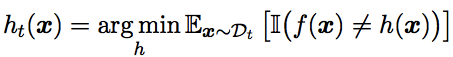 h_t(𝒙) = arg min_h 𝔼_{𝒙∼𝒟_t} [𝕀(f(𝒙) ≠ h(𝒙))]